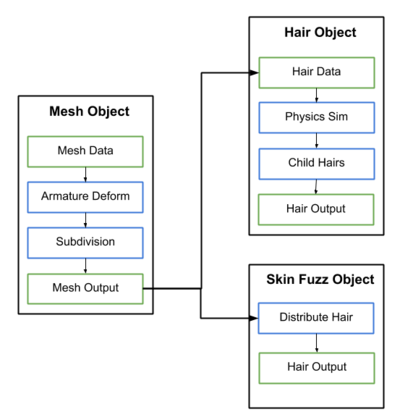 Mesh Object
Mesh Data
Armature Deform
Subdivision
Mesh Output
Hair Object
Hair Data
Physics Sim
Child Hairs
Hair Output
Skin Fuzz Object
Distribute Hair
Hair Output